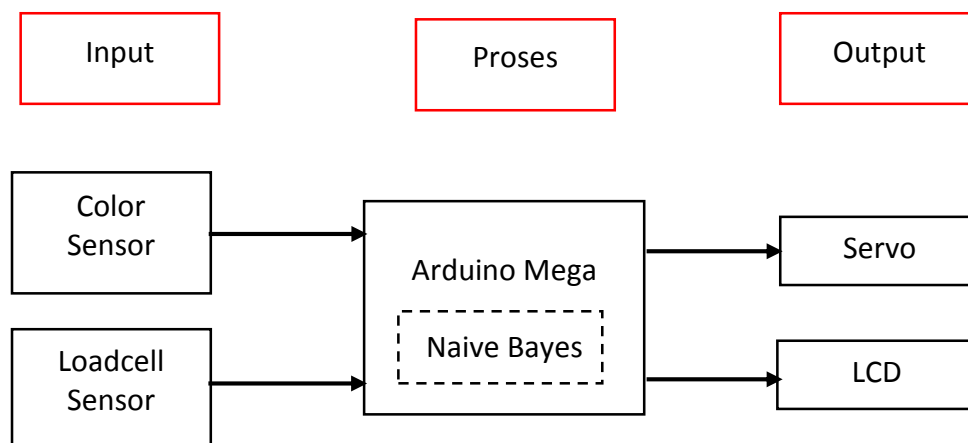 Input
Proses
Output
Color
Sensor
Arduino Mega
Naive Bayes
Servo
Loadcell
Sensor
LCD